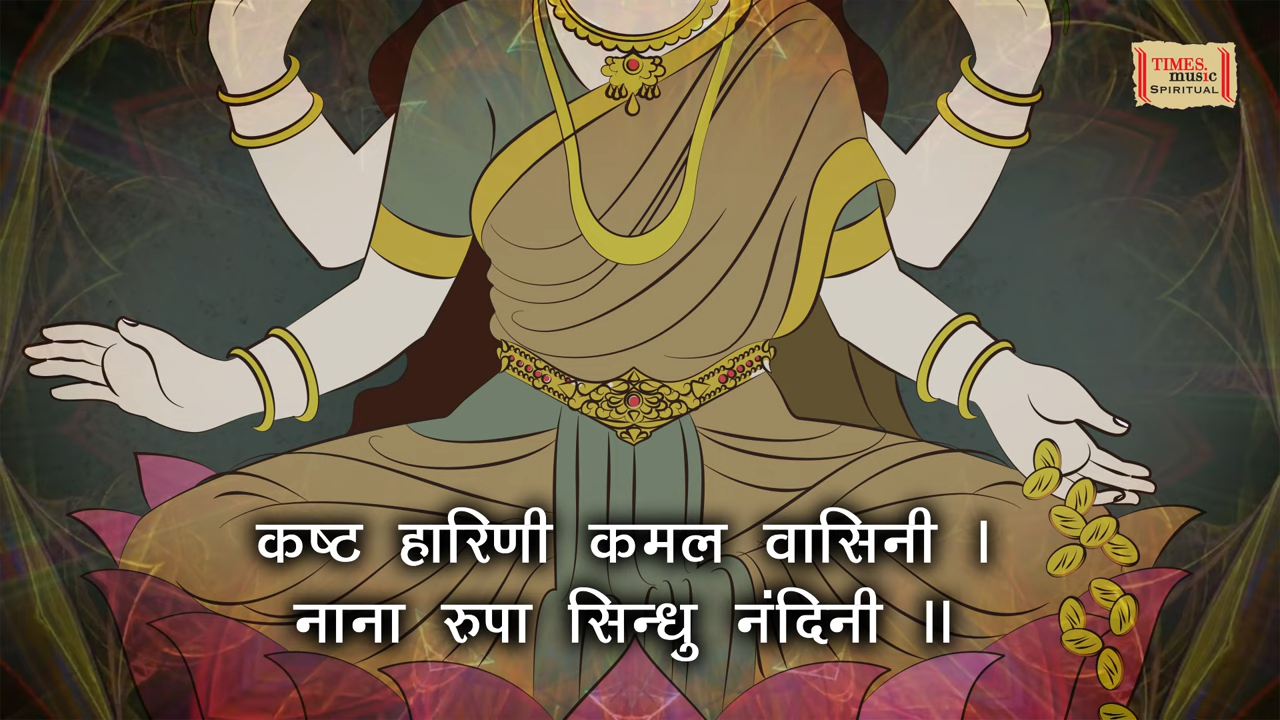 TIMES.
music
SPIRITUAL
कष्ट हारिणी कमल वासिनी ।
नाना रुपा सिन्धु नंदिनी ॥